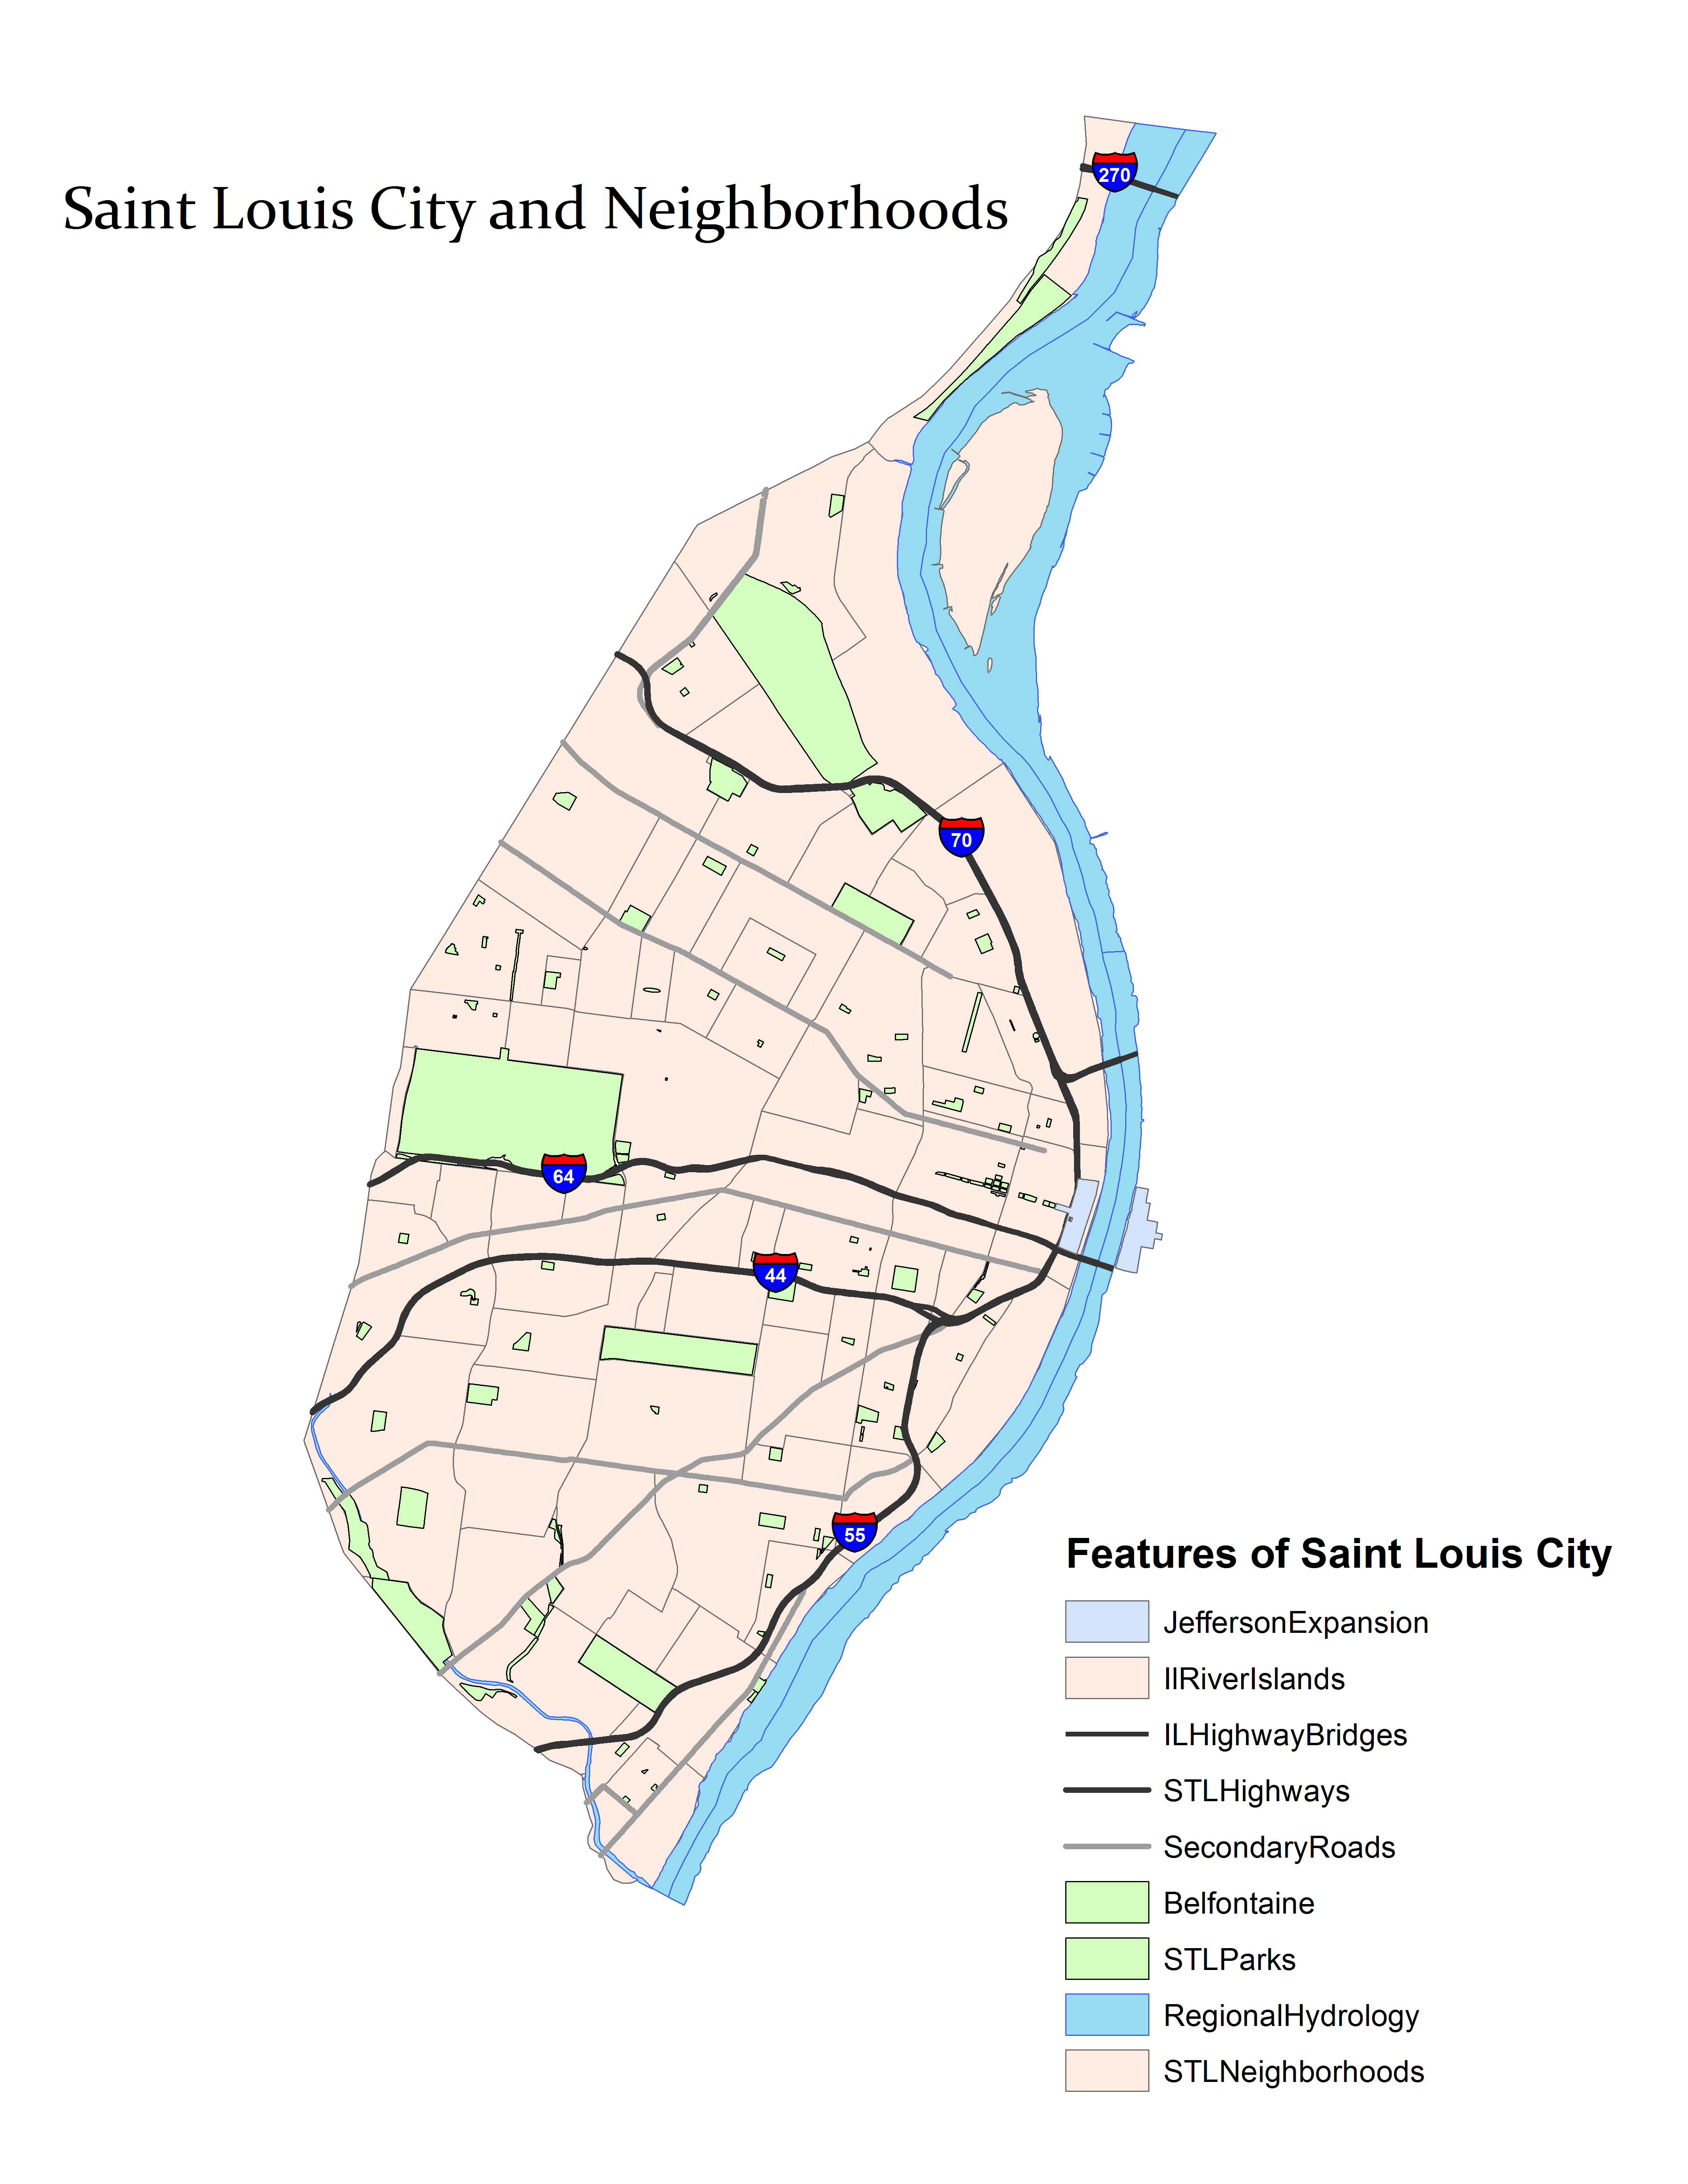 Saint Louis City and Neighborhoods
270
70
64
44
55
Features of Saint Louis City
JeffersonExpansion
IlRiverIslands
ILHighwayBridges
STLHighways
SecondaryRoads
Belfontaine
STLParks
RegionalHydrology
STLNeighborhoods